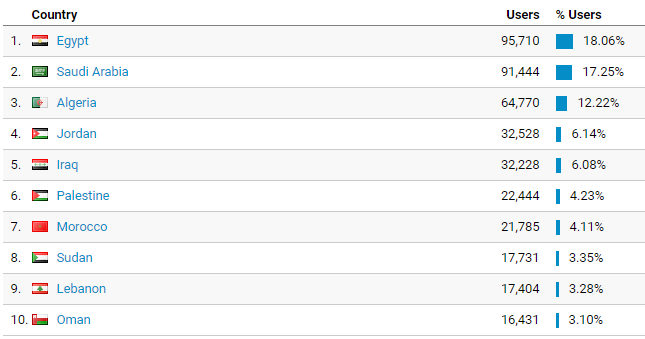 Country Users % Users
1. Egypt 95,710 18.06%
2. Saudi Arabia 91,444 17.25%
3. Algeria 64,770 12.22%
4. Jordan 32,528 6.14%
5. Iraq 32,228 6.08%
6. Palestine 22,444 4.23%
7. Morocco 21,785 4.11%
8. Sudan 17,731 3.35%
9. Lebanon 17,404 3.28%
10. Oman 16,431 3.10%